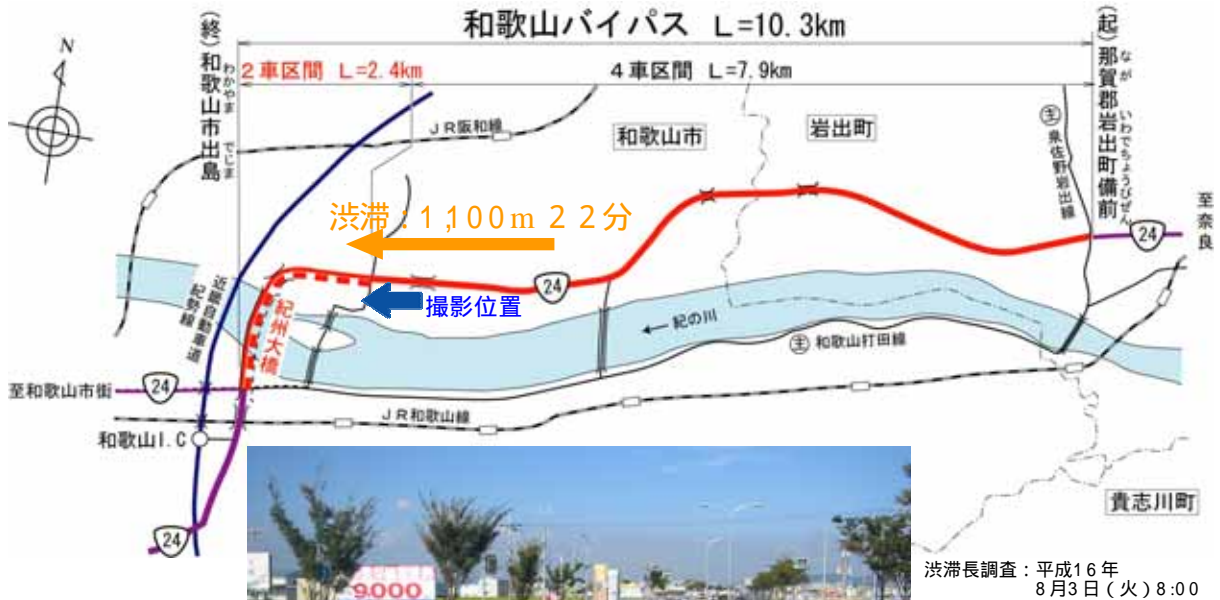 和歌山バイパス L=10.3km
2車区間 L=2.4km
4車区間 L=7.9km
(終)和歌山市出島
わかやま でじま
(起)那賀郡岩出町備前
なが いわでちょうびぜん
N
JR阪和線
和歌山市
岩出町
主
泉佐野岩出線
至奈良
24
渋滞:1,100m 22分
24
撮影位置
近畿自動車道
紀勢線
紀州大橋
← 紀の川
主 和歌山打田線
至和歌山市街
24
JR和歌山線
和歌山I.C
24
貴志川町
9,000
渋滞長調査:平成16年
8月3日(火)8:00